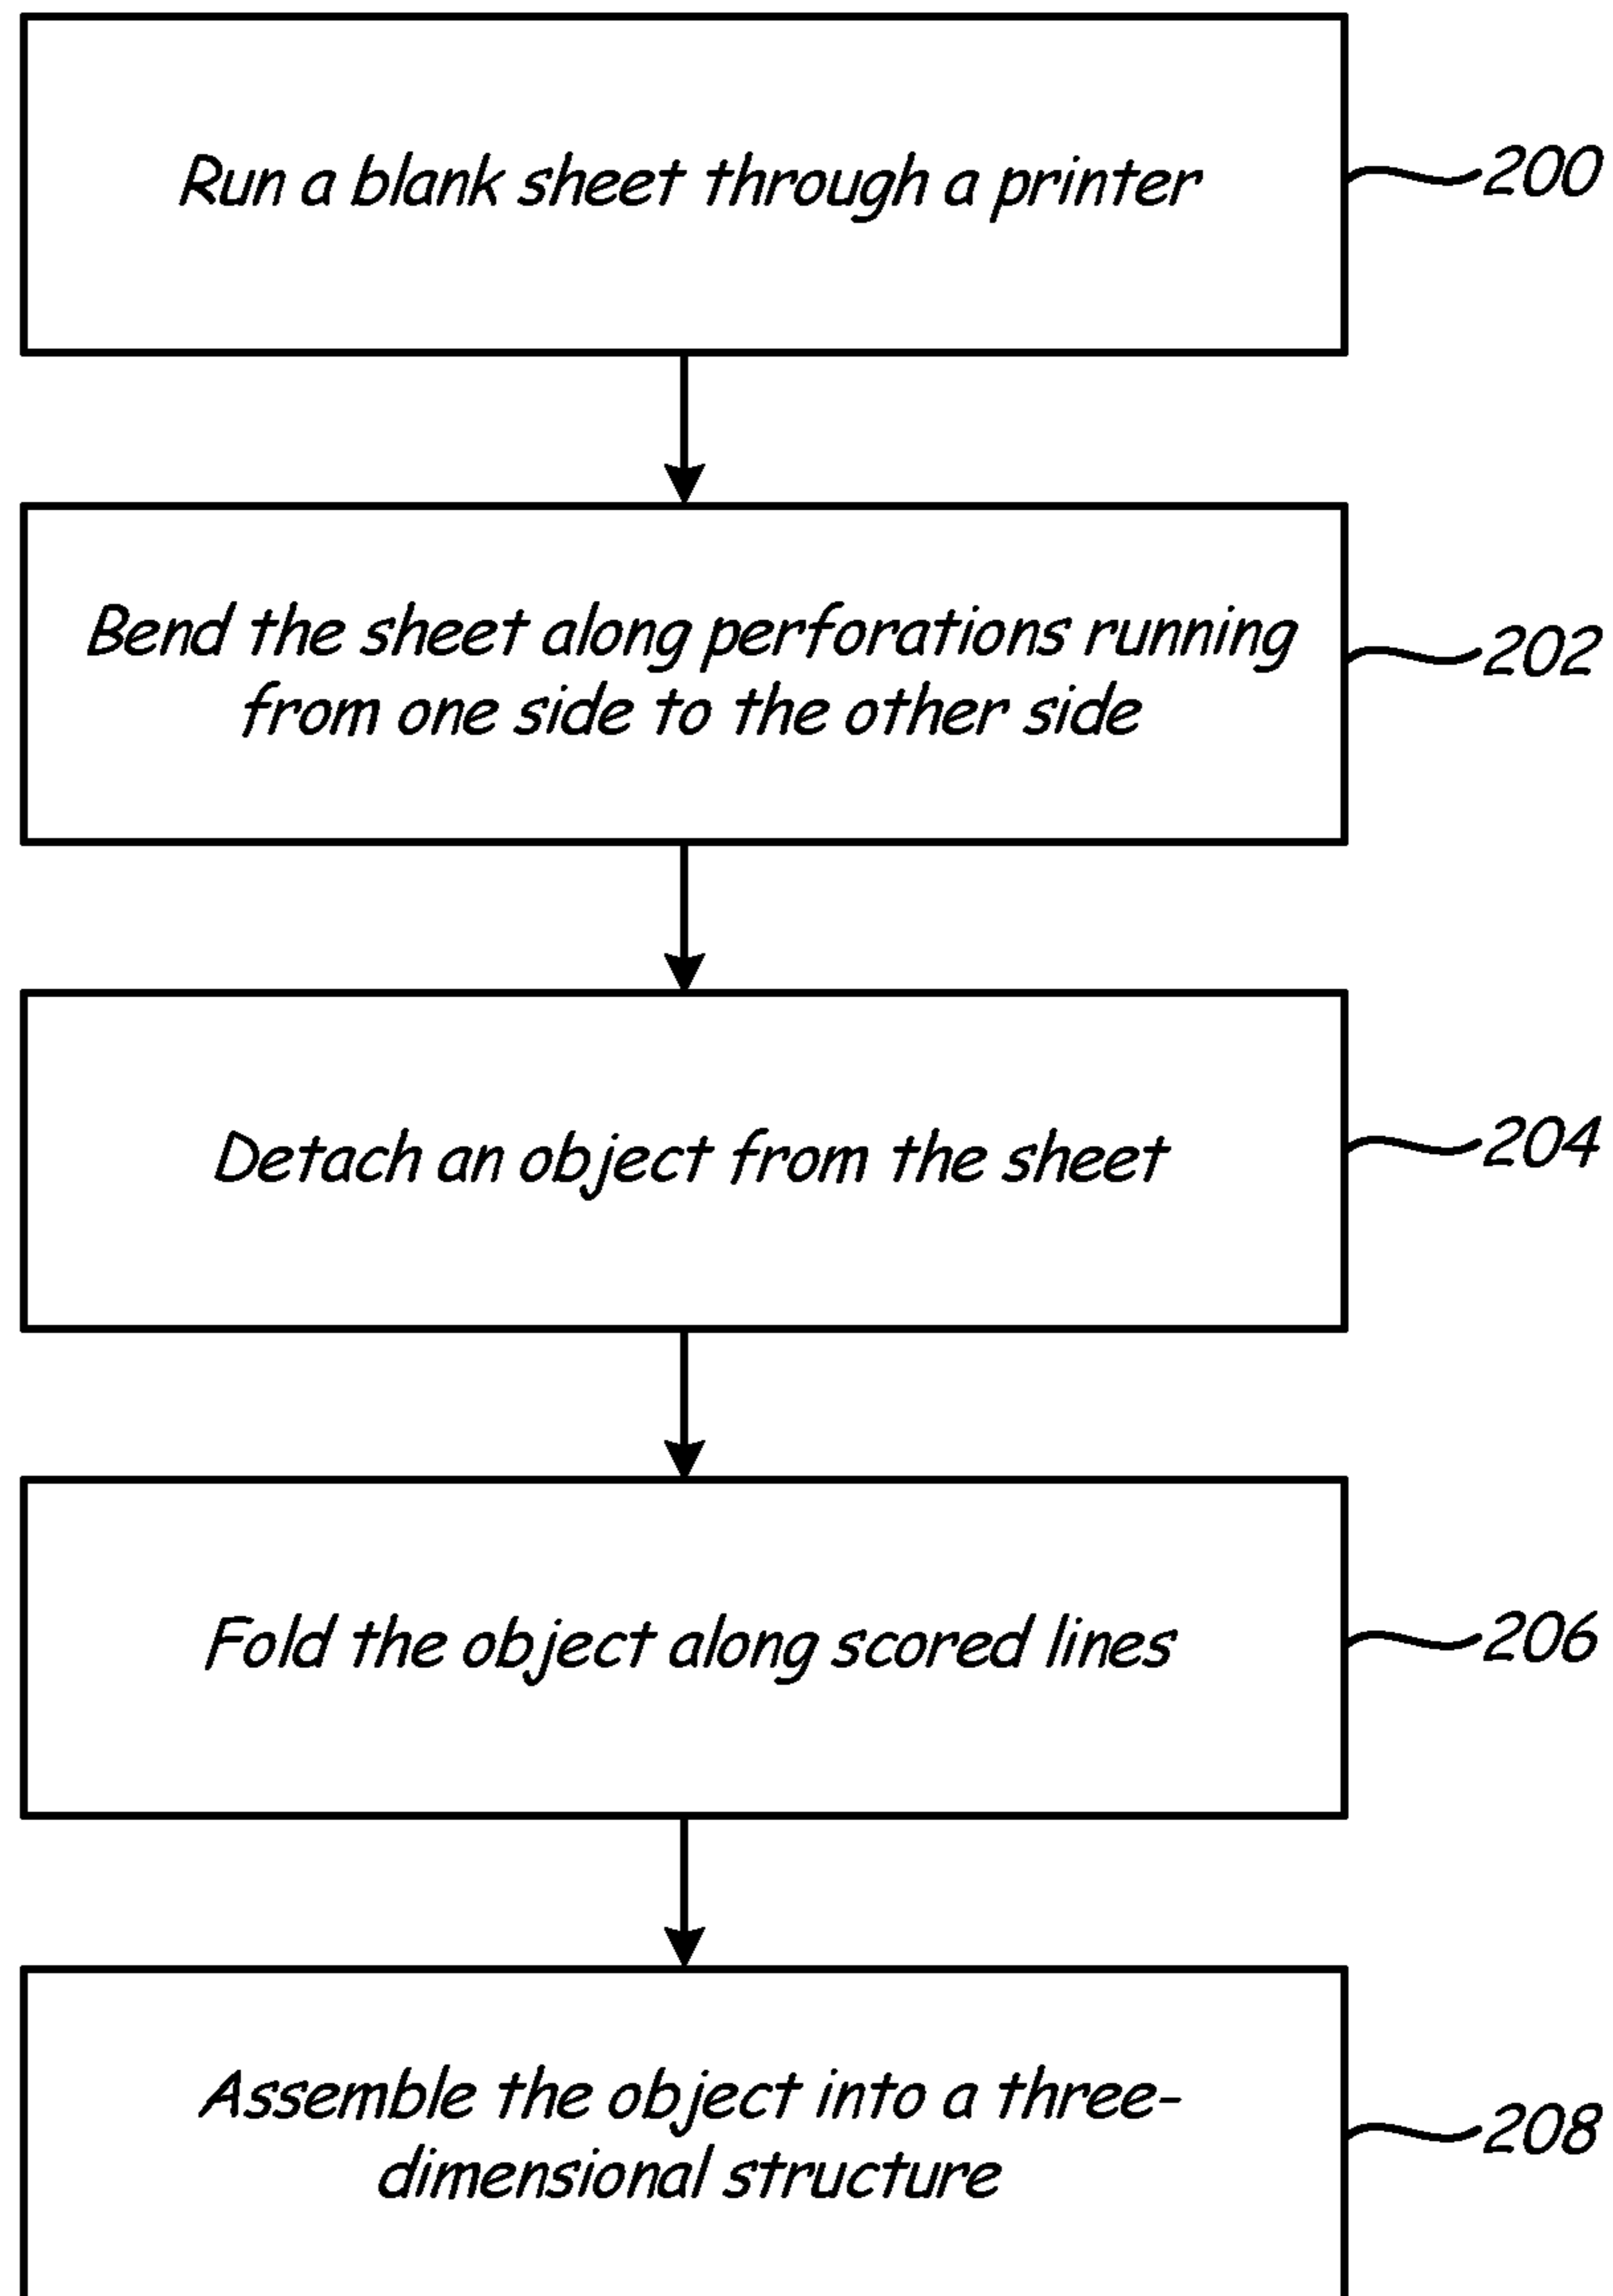 Run a blank sheet through a printer
200
Bend the sheet along perforations running
from one side to the other side
202
Detach an object from the sheet
204
Fold the object along scored lines
206
Assemble the object into a three-
dimensional structure
208